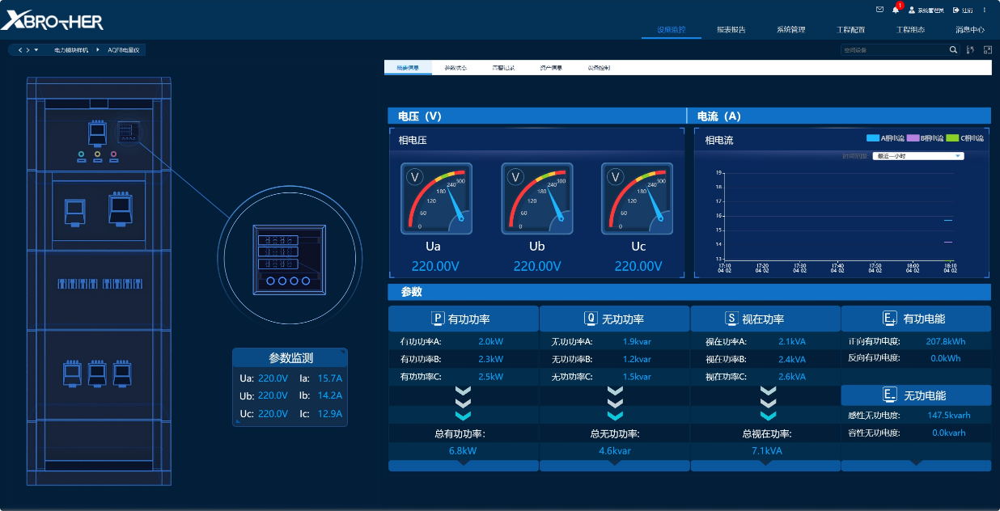 XBROTHER
1
系统管理员 注销
设施监控 报表报告 系统管理 工程配置 工程组态 消息中心
电力模块样机 AQF8电量仪
空间设备
概要信息 参数状态 告警记录 资产信息 设备控制
电压（V）
电流（A）
相电压
相电流
A相电流 B相电流 C相电流
时间范围: 最近一小时
V 0 60 120 180 240 300
V 0 60 120 180 240 300
V 0 60 120 180 240 300
Ua Ub Uc
220.00V 220.00V 220.00V
19
18
17
16
15
14
13
17:10 17:20 17:30 17:40 17:50 18:00 18:10
04-02 04-02 04-02 04-02 04-02 04-02 04-02
参数监测
Ua: 220.0V Ia: 15.7A
Ub: 220.0V Ib: 14.2A
Uc: 220.0V Ic: 12.9A
参数
P 有功功率
有功功率A: 2.0kW
有功功率B: 2.3kW
有功功率C: 2.5kW
总有功功率:
6.8kW
Q 无功功率
无功功率A: 1.9kvar
无功功率B: 1.2kvar
无功功率C: 1.5kvar
总无功功率:
4.6kvar
S 视在功率
视在功率A: 2.1kVA
视在功率B: 2.4kVA
视在功率C: 2.6kVA
总视在功率:
7.1kVA
E+ 有功电能
正向有功电度: 207.8kWh
反向有功电度: 0.0kWh
E- 无功电能
感性无功电度: 147.5kvarh
容性无功电度: 0.0kvarh